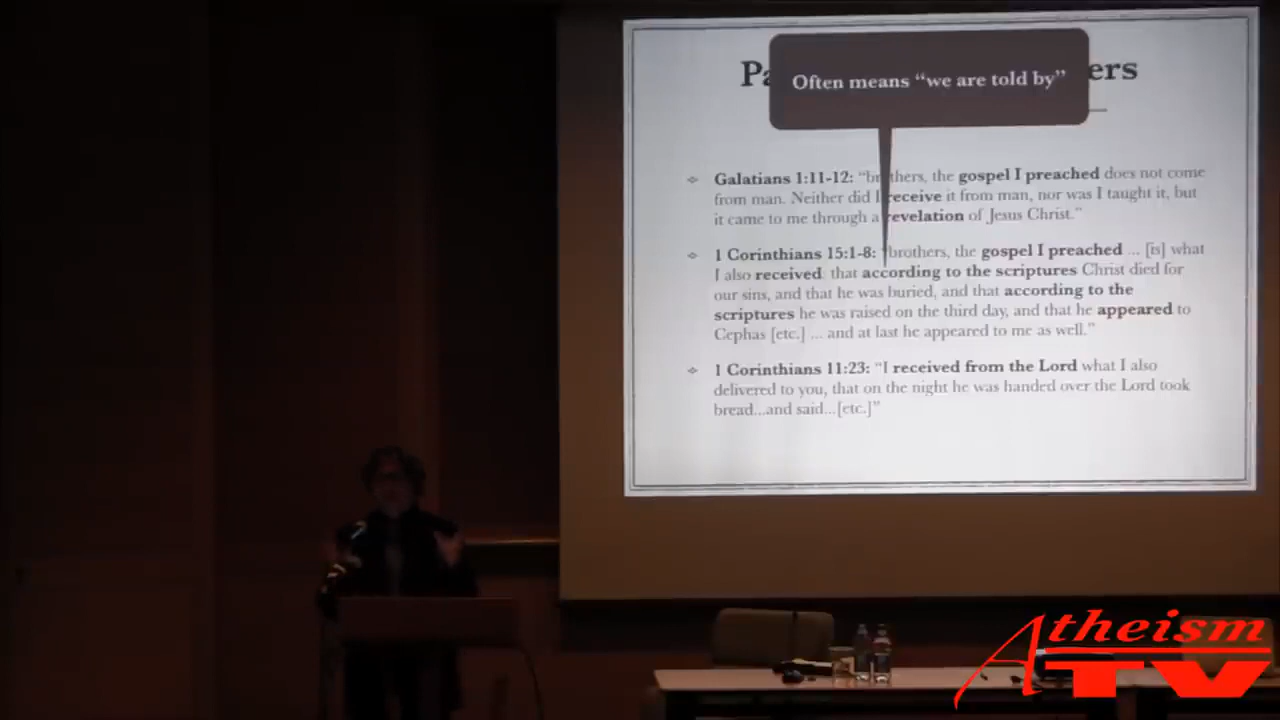 Often means “we are told by”
Pa ers
Galatians 1:11-12: “br thers, the gospel I preached does not come
from man. Neither did I receive it from man, nor was I taught it, but
it came to me through a revelation of Jesus Christ.”
1 Corinthians 15:1-8: “brothers, the gospel I preached ... [is] what
I also received that according to the scriptures Christ died for
our sins, and that he was buried, and that according to the
scriptures he was raised on the third day, and that he appeared to
Cephas [etc.] ... and at last he appeared to me as well.”
1 Corinthians 11:23: “I received from the Lord what I also
delivered to you, that on the night he was handed over the Lord took
bread...and said...[etc.]”
Atheism
TV